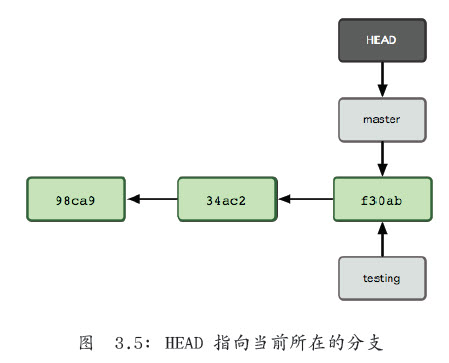 HEAD
master
98ca9
34ac2
f30ab
testing
图 3.5: HEAD 指向当前所在的分支